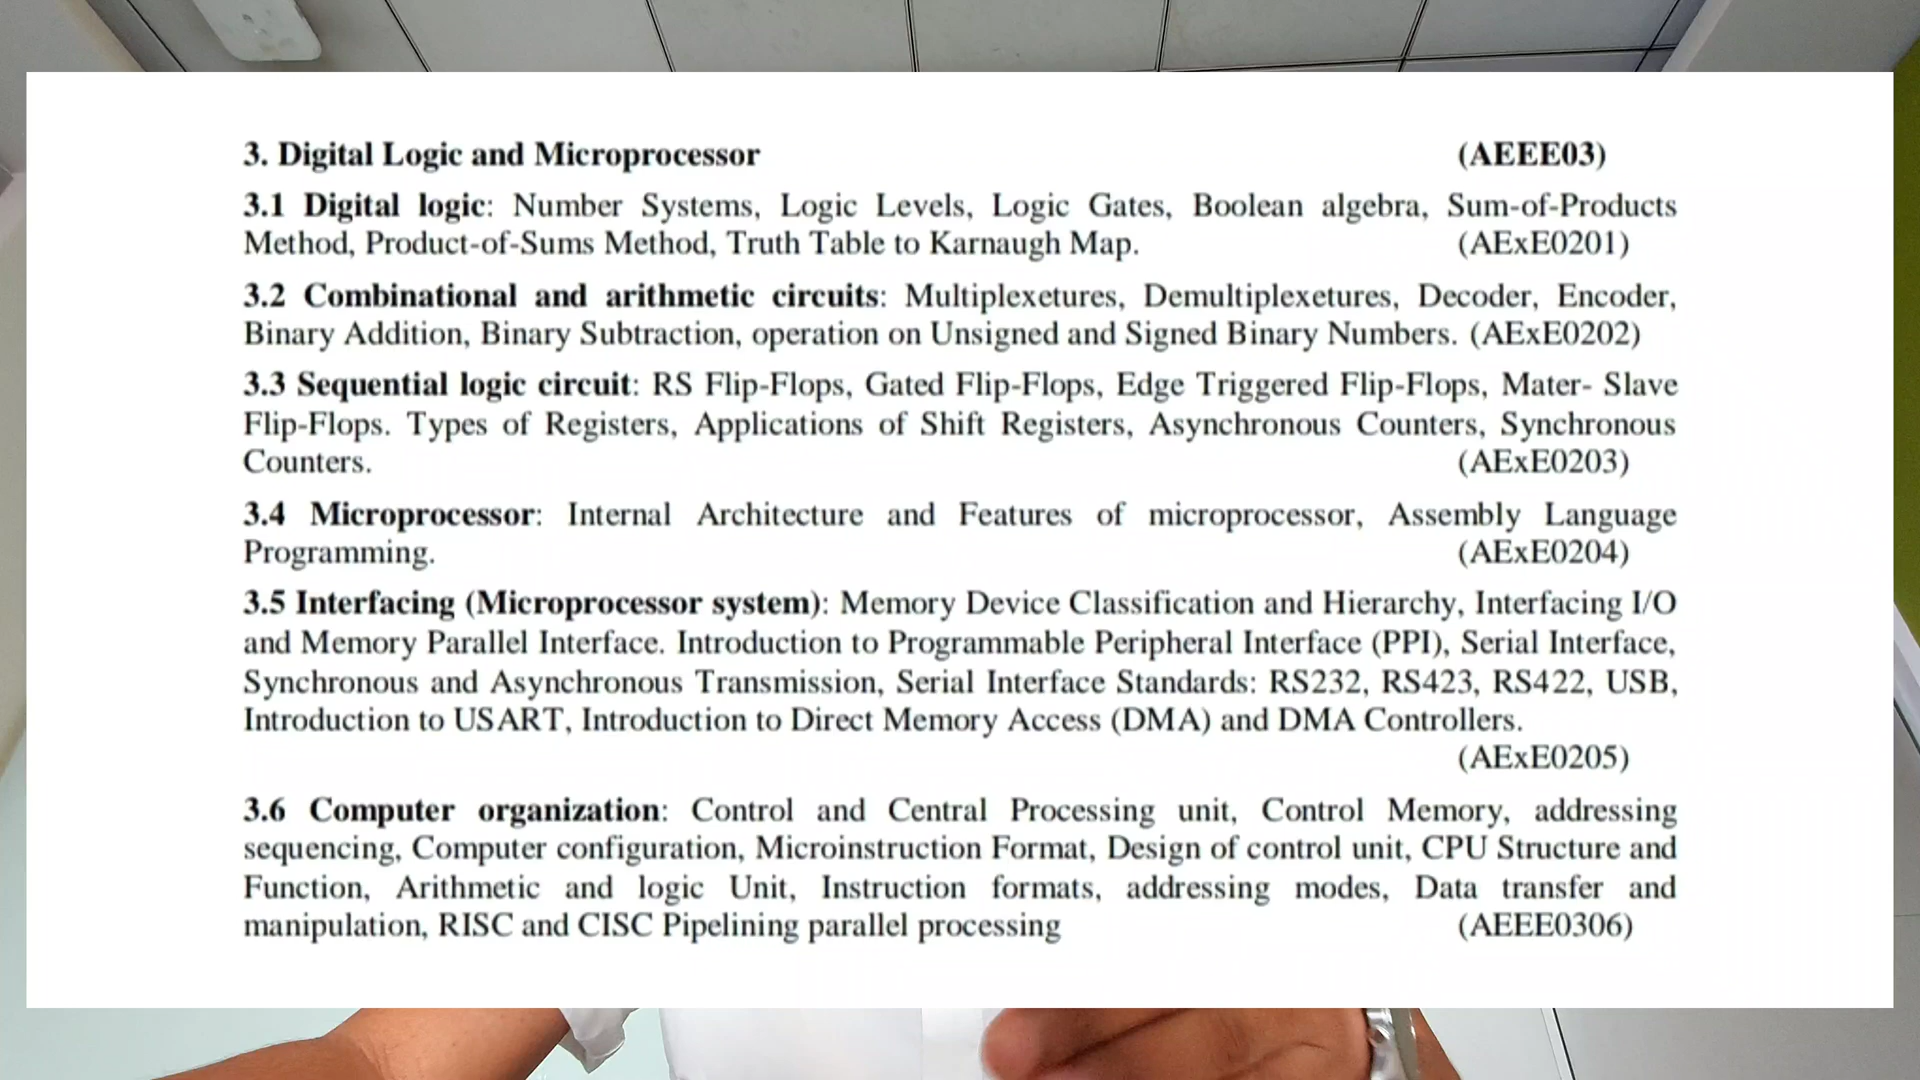 3. Digital Logic and Microprocessor (AEEE03)
3.1 Digital logic: Number Systems, Logic Levels, Logic Gates, Boolean algebra, Sum-of-Products
Method, Product-of-Sums Method, Truth Table to Karnaugh Map. (AExE0201)
3.2 Combinational and arithmetic circuits: Multiplexetures, Demultiplexetures, Decoder, Encoder,
Binary Addition, Binary Subtraction, operation on Unsigned and Signed Binary Numbers. (AExE0202)
3.3 Sequential logic circuit: RS Flip-Flops, Gated Flip-Flops, Edge Triggered Flip-Flops, Mater- Slave
Flip-Flops. Types of Registers, Applications of Shift Registers, Asynchronous Counters, Synchronous
Counters. (AExE0203)
3.4 Microprocessor: Internal Architecture and Features of microprocessor, Assembly Language
Programming. (AExE0204)
3.5 Interfacing (Microprocessor system): Memory Device Classification and Hierarchy, Interfacing I/O
and Memory Parallel Interface. Introduction to Programmable Peripheral Interface (PPI), Serial Interface,
Synchronous and Asynchronous Transmission, Serial Interface Standards: RS232, RS423, RS422, USB,
Introduction to USART, Introduction to Direct Memory Access (DMA) and DMA Controllers.
(AExE0205)
3.6 Computer organization: Control and Central Processing unit, Control Memory, addressing
sequencing, Computer configuration, Microinstruction Format, Design of control unit, CPU Structure and
Function, Arithmetic and logic Unit, Instruction formats, addressing modes, Data transfer and
manipulation, RISC and CISC Pipelining parallel processing (AEEE0306)